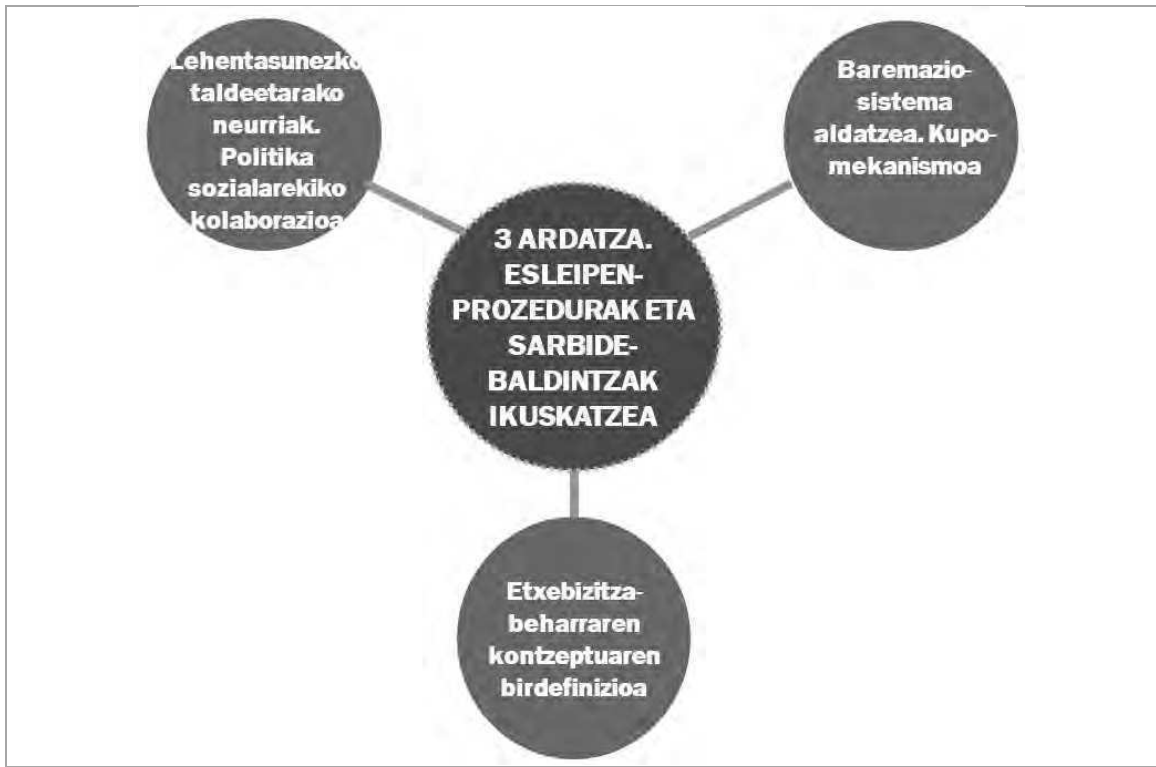 Lehentasunezko
taldeetarako
neurriak.
Politika
sozialarekiko
kolaborazioa
Baremazio-
sistema
aldatzea. Kupo-
mekanismoa
3 ARDATZA.
ESLEIPEN-
PROZEDURAK ETA
SARBIDE-
BALDINTZAK
IKUSKATZEA
Etxebizitza-
beharraren
kontzeptuaren
birdefinizioa